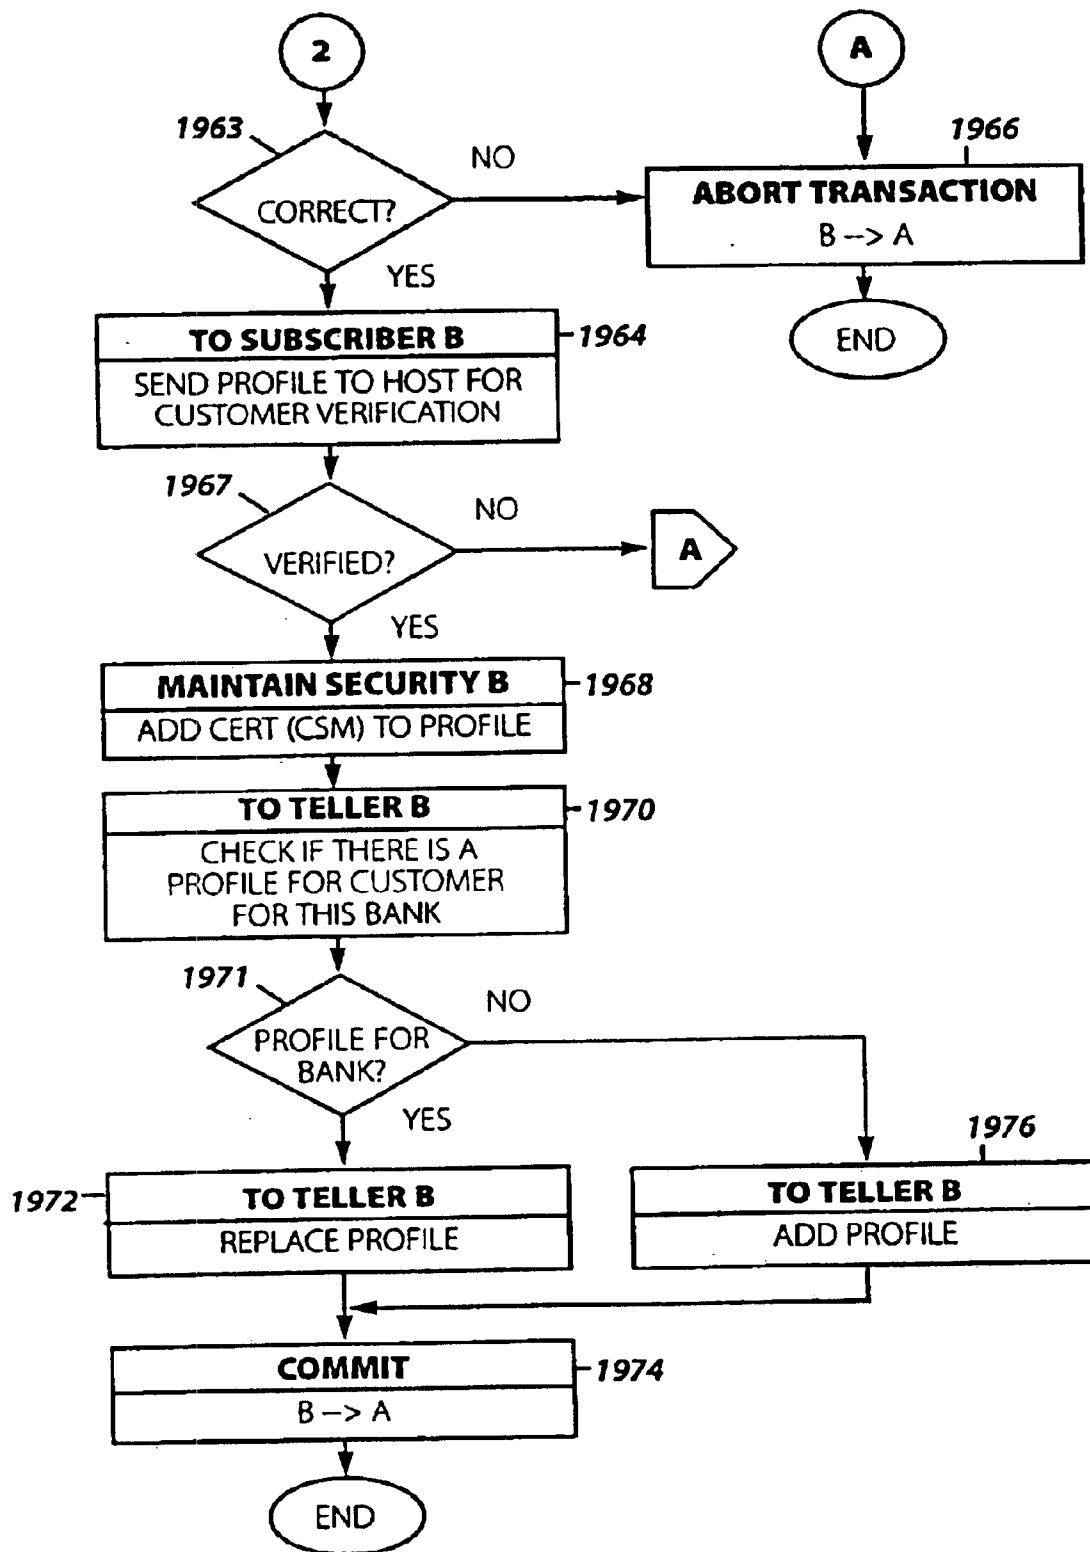 2
A
1963
NO
1966
CORRECT?
ABORT TRANSACTION
B --> A
YES
END
TO SUBSCRIBER B
1964
SEND PROFILE TO HOST FOR
CUSTOMER VERIFICATION
1967
NO
VERIFIED?
A
YES
MAINTAIN SECURITY B
1968
ADD CERT (CSM) TO PROFILE
TO TELLER B
1970
CHECK IF THERE IS A
PROFILE FOR CUSTOMER
FOR THIS BANK
1971
NO
PROFILE FOR
BANK?
YES
1976
1972
TO TELLER B
REPLACE PROFILE
TO TELLER B
ADD PROFILE
COMMIT
1974
B --> A
END